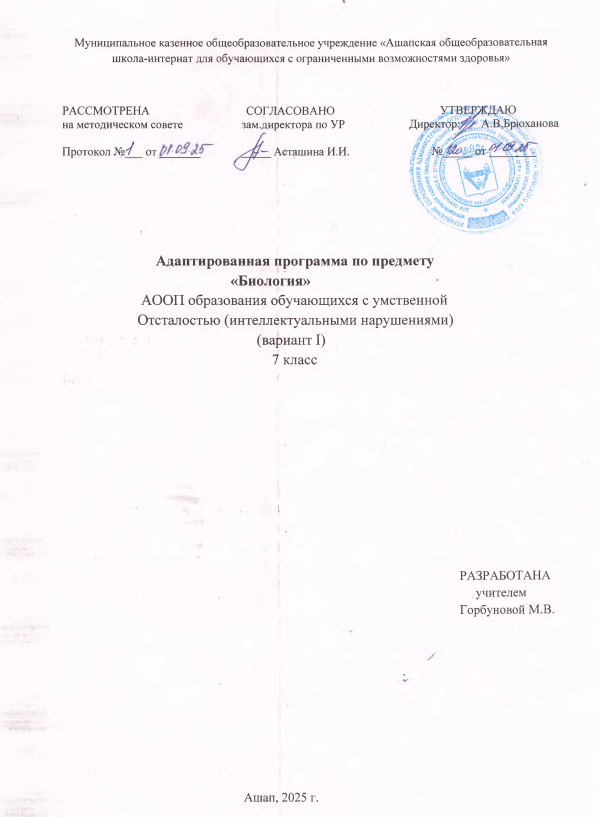 Муниципальное казенное общеобразовательное учреждение «Ашапская общеобразовательная
школа-интернат для обучающихся с ограниченными возможностями здоровья»
РАССМОТРЕНА СОГЛАСОВАНО УТВЕРЖДАЮ
на методическом совете зам.директора по УР Директор: А.В.Брюханова
Протокол №1 от 01.09.25 Асташина И.И. № от 01.09.25
Адаптированная программа по предмету
«Биология»
АООП образования обучающихся с умственной
Отсталостью (интеллектуальными нарушениями)
(вариант I)
7 класс
РАЗРАБОТАНА
учителем
Горбуновой М.В.
Ашап, 2025 г.